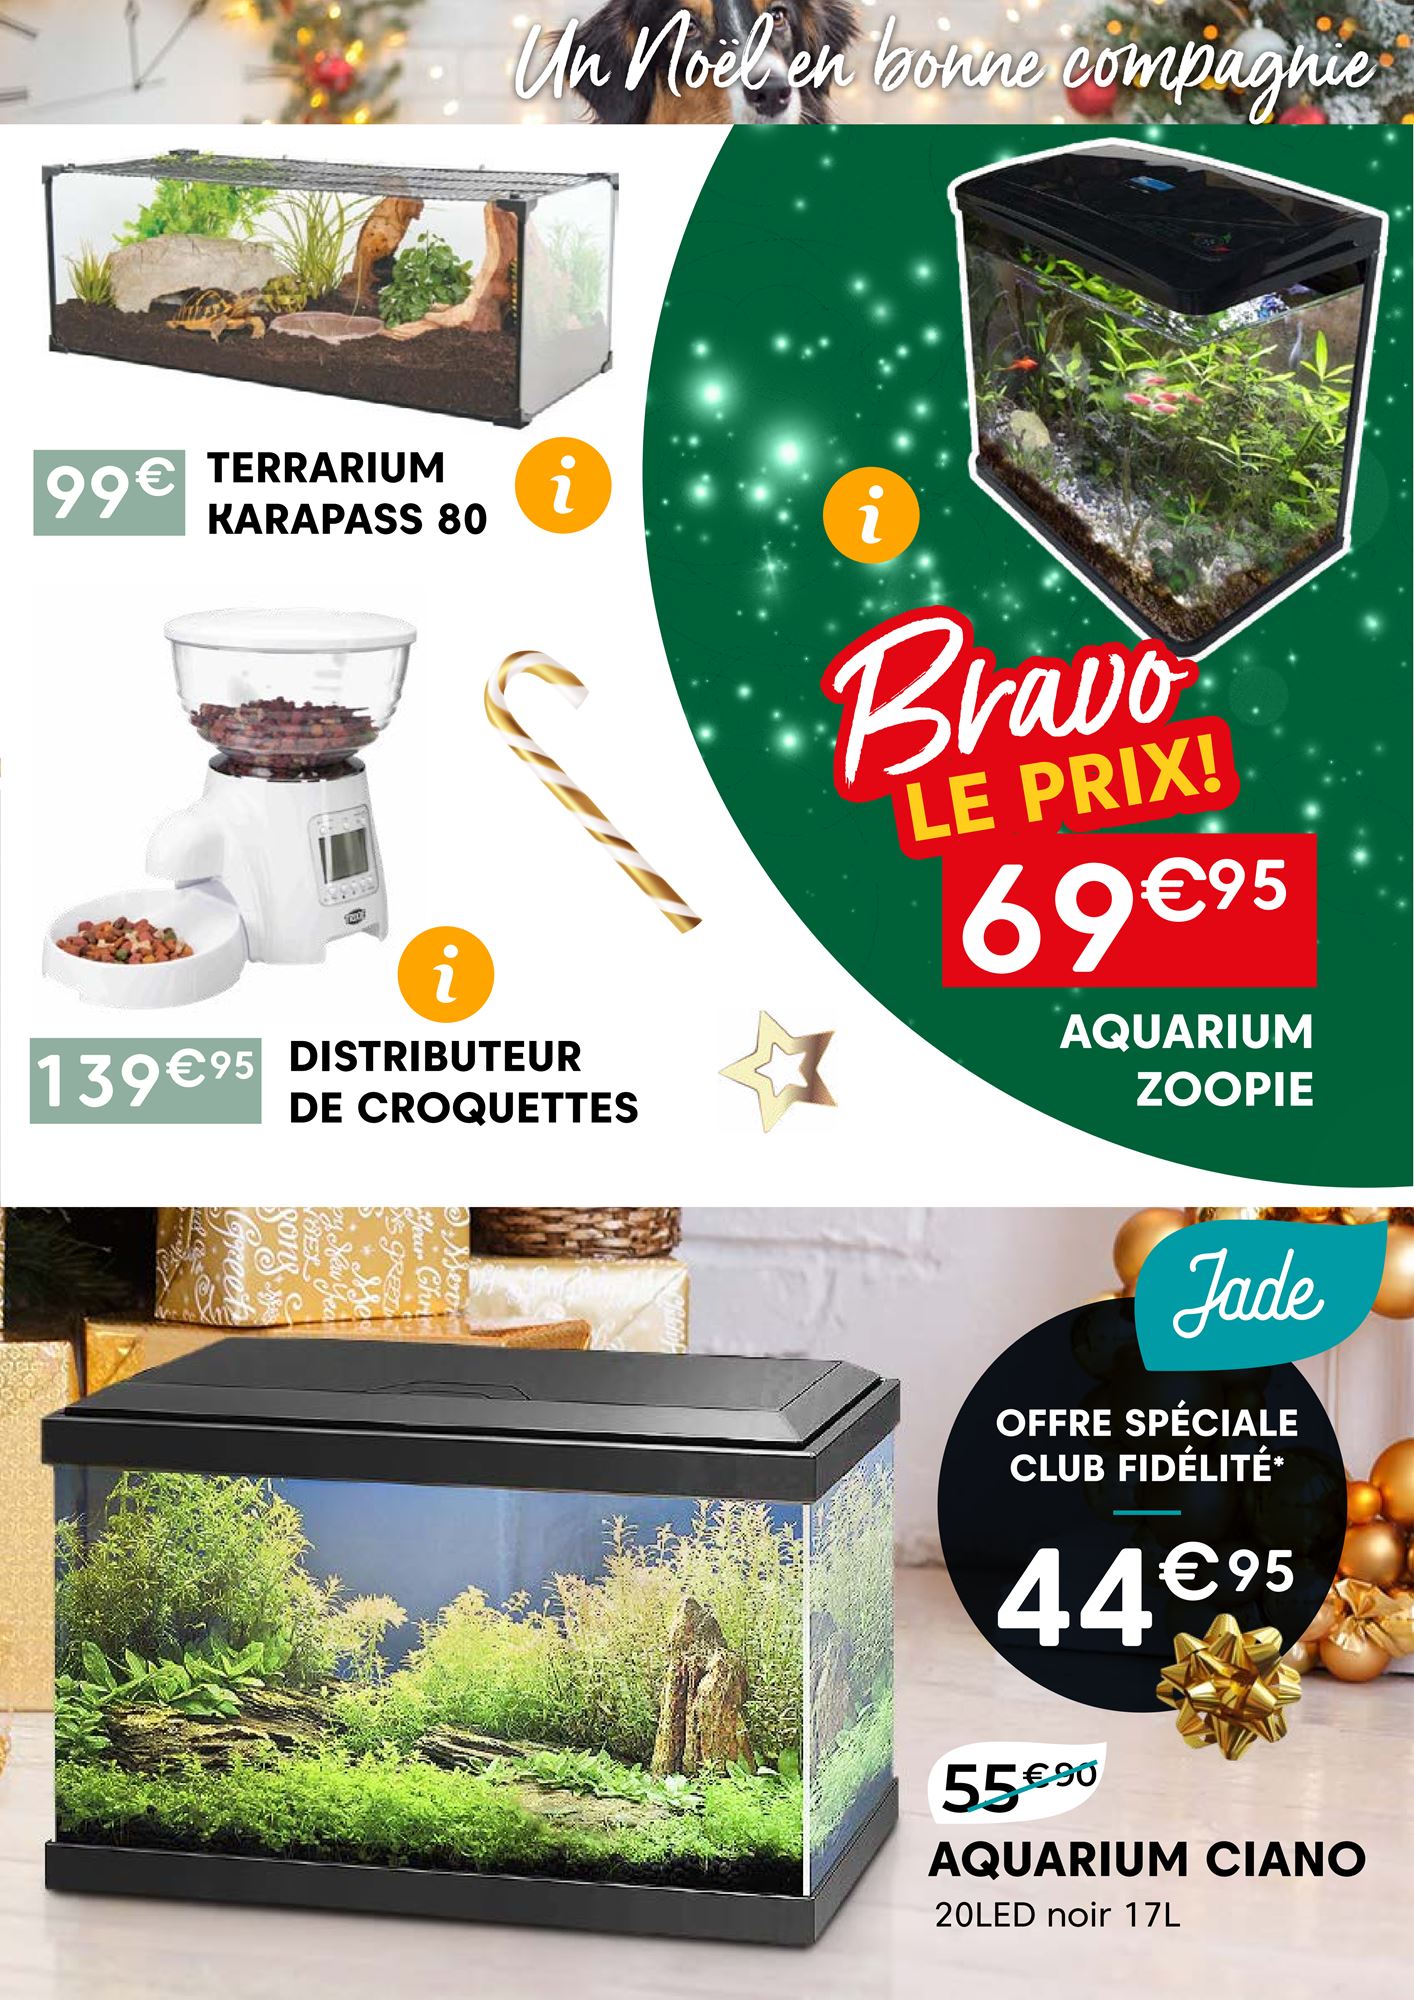 Un Noël en bonne compagnie
99€
TERRARIUM
KARAPASS 80
i
i
Bravo
LE PRIX!
69€95
AQUARIUM
ZOOPIE
TRIXIE
i
139€95
DISTRIBUTEUR
DE CROQUETTES
Jade
OFFRE SPÉCIALE
CLUB FIDÉLITÉ*
44€95
55€90
AQUARIUM CIANO
20LED noir 17L